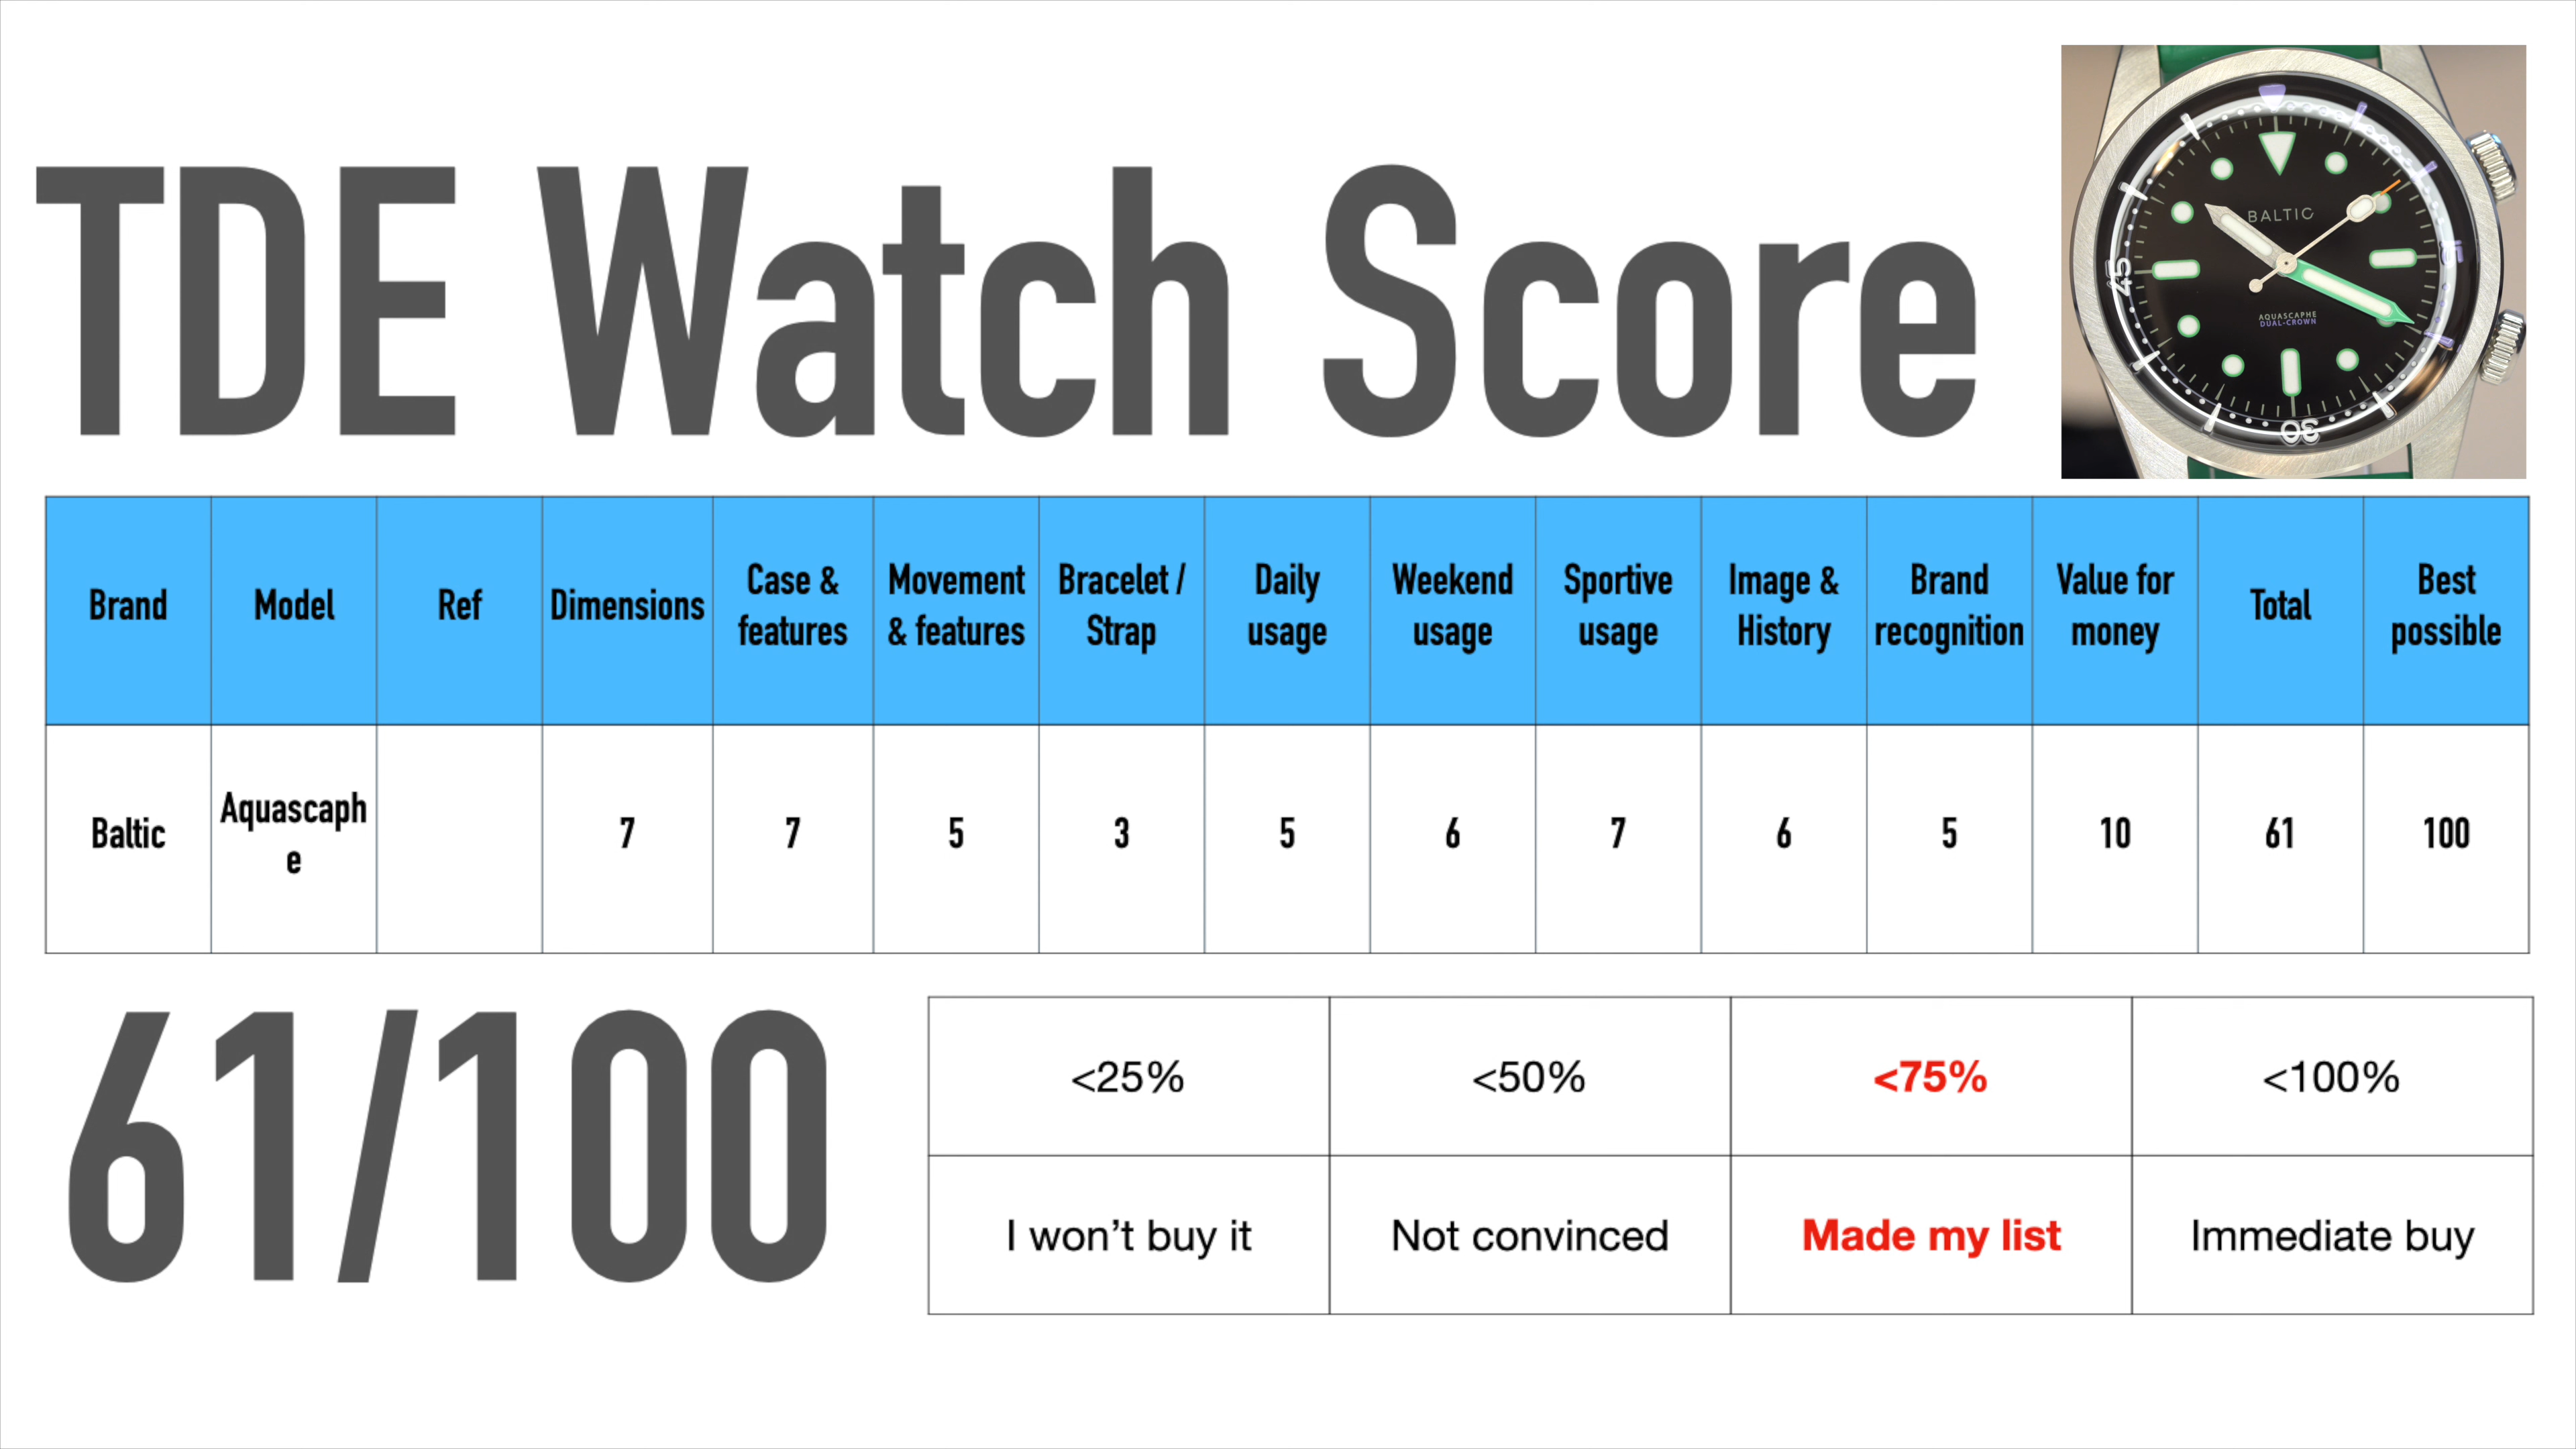 TDE Watch Score
BALTIC
AQUASCAPHE
DUAL-CROWN
45
30
Brand
Model
Ref
Dimensions
Case &
features
Movement
& features
Bracelet /
Strap
Daily
usage
Weekend
usage
Sportive
usage
Image &
History
Brand
recognition
Value for
money
Total
Best
possible
Baltic
Aquascaph
e
7
7
5
3
5
6
7
6
5
10
61
100
61/100
<25%
<50%
<75%
<100%
I won’t buy it
Not convinced
Made my list
Immediate buy